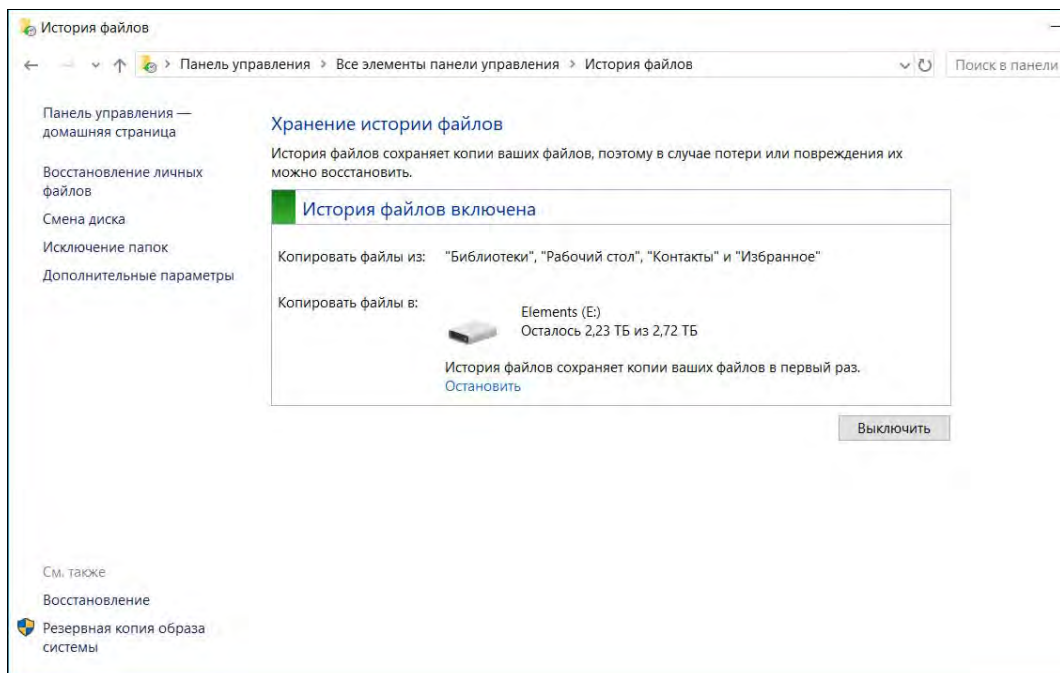 История файлов
Панель управления > Все элементы панели управления > История файлов
Поиск в панели
Панель управления —
домашняя страница
Восстановление личных
файлов
Смена диска
Исключение папок
Дополнительные параметры
Хранение истории файлов
История файлов сохраняет копии ваших файлов, поэтому в случае потери или повреждения их
можно восстановить.
История файлов включена
Копировать файлы из: "Библиотеки", "Рабочий стол", "Контакты" и "Избранное"
Копировать файлы в:
Elements (E:)
Осталось 2,23 ТБ из 2,72 ТБ
История файлов сохраняет копии ваших файлов в первый раз.
Остановить
Выключить
См. также
Восстановление
Резервная копия образа
системы